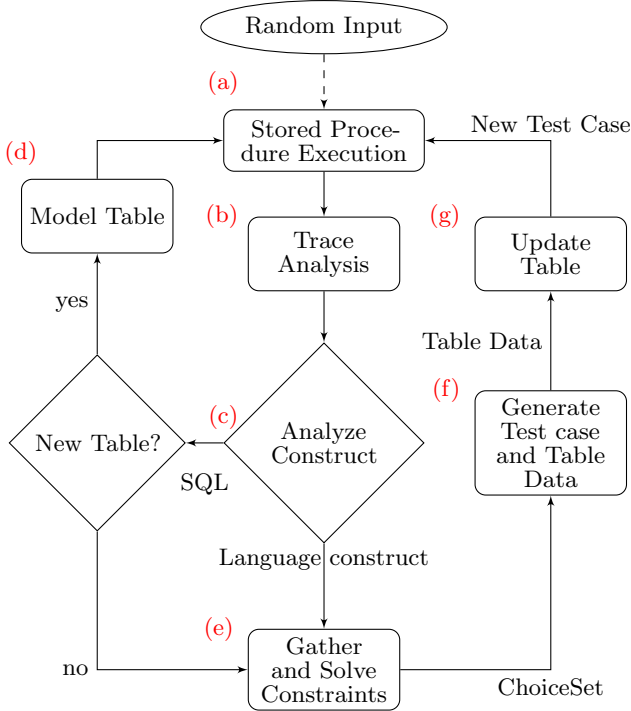 Random Input
(a)
Stored Proce-
dure Execution
New Test Case
(d)
Model Table
(b)
Trace
Analysis
(g)
Update
Table
yes
Table Data
(c)
New Table?
Analyze
Construct
SQL
(f)
Generate
Test case
and Table
Data
Language construct
(e)
Gather
and Solve
Constraints
no
ChoiceSet